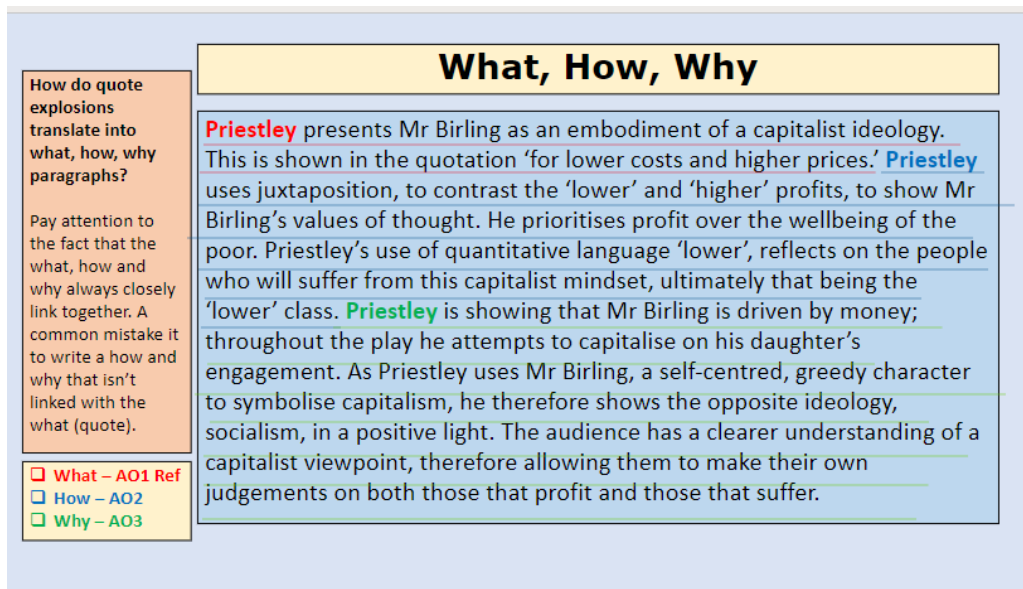 What, How, Why
How do quote
explosions
translate into
what, how, why
paragraphs?
Pay attention to
the fact that the
what, how and
why always closely
link together. A
common mistake it
to write a how and
why that isn't
linked with the
what (quote).
❑ What – AO1 Ref
❑ How – AO2
❑ Why – AO3
Priestley presents Mr Birling as an embodiment of a capitalist ideology.
This is shown in the quotation ‘for lower costs and higher prices.’ Priestley
uses juxtaposition, to contrast the ‘lower’ and ‘higher’ profits, to show Mr
Birling’s values of thought. He prioritises profit over the wellbeing of the
poor. Priestley’s use of quantitative language ‘lower’, reflects on the people
who will suffer from this capitalist mindset, ultimately that being the
‘lower’ class. Priestley is showing that Mr Birling is driven by money;
throughout the play he attempts to capitalise on his daughter’s
engagement. As Priestley uses Mr Birling, a self-centred, greedy character
to symbolise capitalism, he therefore shows the opposite ideology,
socialism, in a positive light. The audience has a clearer understanding of a
capitalist viewpoint, therefore allowing them to make their own
judgements on both those that profit and those that suffer.